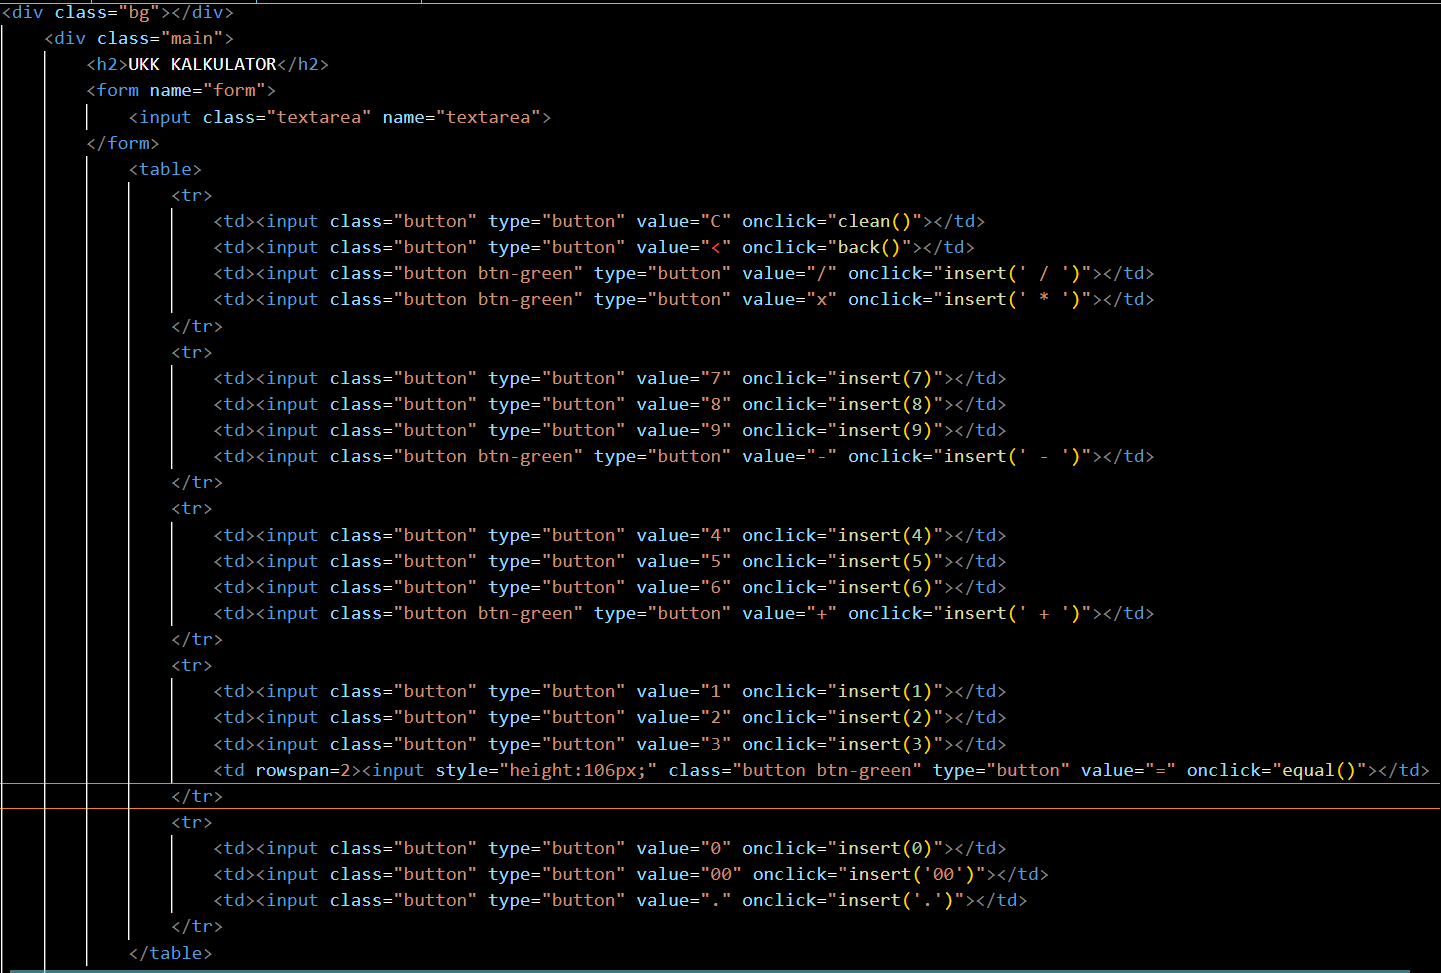 <div class="bg"></div>
<div class="main">
<h2>UKK KALKULATOR</h2>
<form name="form">
<input class="textarea" name="textarea">
</form>
<table>
<tr>
<td><input class="button" type="button" value="C" onclick="clean()"></td>
<td><input class="button" type="button" value="<" onclick="back()"></td>
<td><input class="button btn-green" type="button" value="/" onclick="insert(' / ')"></td>
<td><input class="button btn-green" type="button" value="x" onclick="insert(' * ')"></td>
</tr>
<tr>
<td><input class="button" type="button" value="7" onclick="insert(7)"></td>
<td><input class="button" type="button" value="8" onclick="insert(8)"></td>
<td><input class="button" type="button" value="9" onclick="insert(9)"></td>
<td><input class="button btn-green" type="button" value="-" onclick="insert(' - ')"></td>
</tr>
<tr>
<td><input class="button" type="button" value="4" onclick="insert(4)"></td>
<td><input class="button" type="button" value="5" onclick="insert(5)"></td>
<td><input class="button" type="button" value="6" onclick="insert(6)"></td>
<td><input class="button btn-green" type="button" value="+" onclick="insert(' + ')"></td>
</tr>
<tr>
<td><input class="button" type="button" value="1" onclick="insert(1)"></td>
<td><input class="button" type="button" value="2" onclick="insert(2)"></td>
<td><input class="button" type="button" value="3" onclick="insert(3)"></td>
<td rowspan=2><input style="height:106px;" class="button btn-green" type="button" value="=" onclick="equal()"></td>
</tr>
<tr>
<td><input class="button" type="button" value="0" onclick="insert(0)"></td>
<td><input class="button" type="button" value="00" onclick="insert('00')"></td>
<td><input class="button" type="button" value="." onclick="insert('.')"></td>
</tr>
</table>